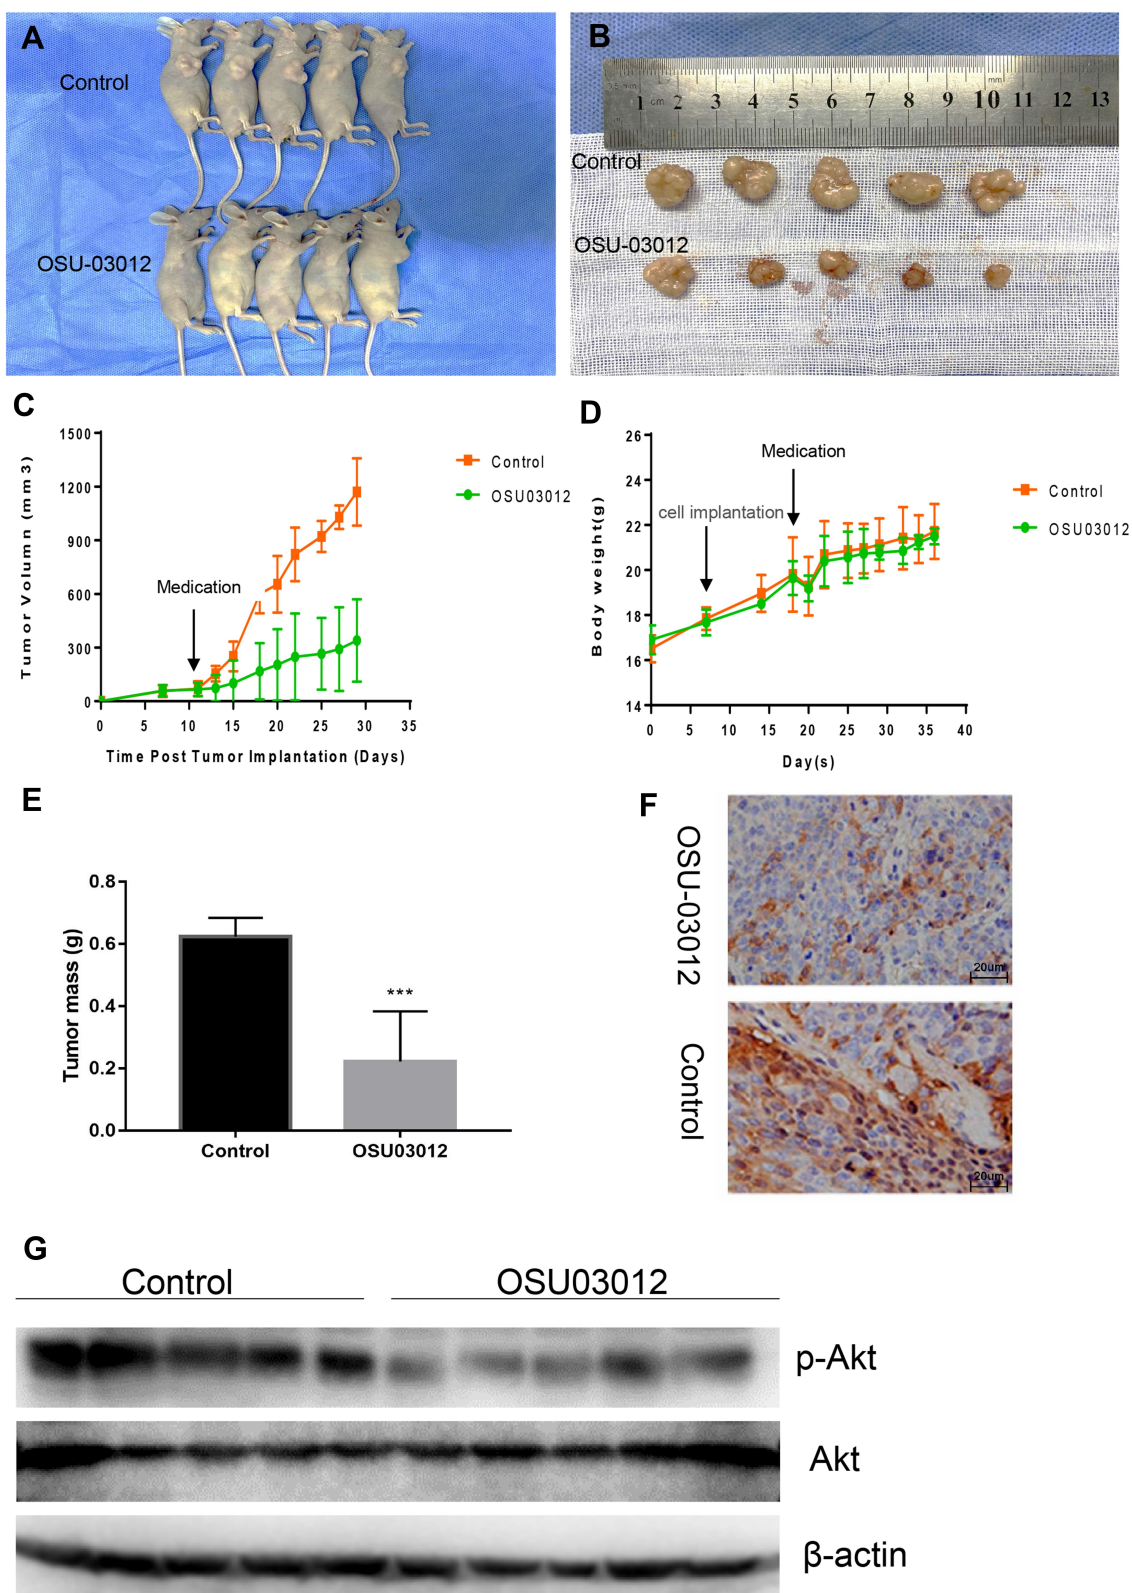 A
Control
OSU-03012
B
mm
1 cm 2 3 4 5 6 7 8 9 10 11 12 13
Control
OSU-03012
C
Tumor Volumn (mm3)
1500
1200
900
600
300
0
Medication
Control
OSU03012
0 5 10 15 20 25 30 35
Time Post Tumor Implantation (Days)
D
Body weight(g)
26
24
22
20
18
16
14
Medication
cell implantation
Control
OSU03012
0 5 10 15 20 25 30 35 40
Day(s)
E
Tumor mass (g)
0.8
0.6
0.4
0.2
0.0
***
Control OSU03012
F
OSU-03012
20um
Control
20um
G
Control OSU03012
p-Akt
Akt
β-actin